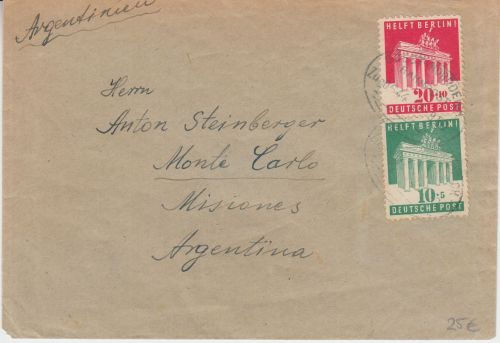 Argentinien
HELFT BERLIN!
20+10
DEUTSCHE POST
HELFT BERLIN!
10+5
DEUTSCHE POST
Herrn
Anton Steinberger
Monte Carlo
Misiones
Argentina
25€